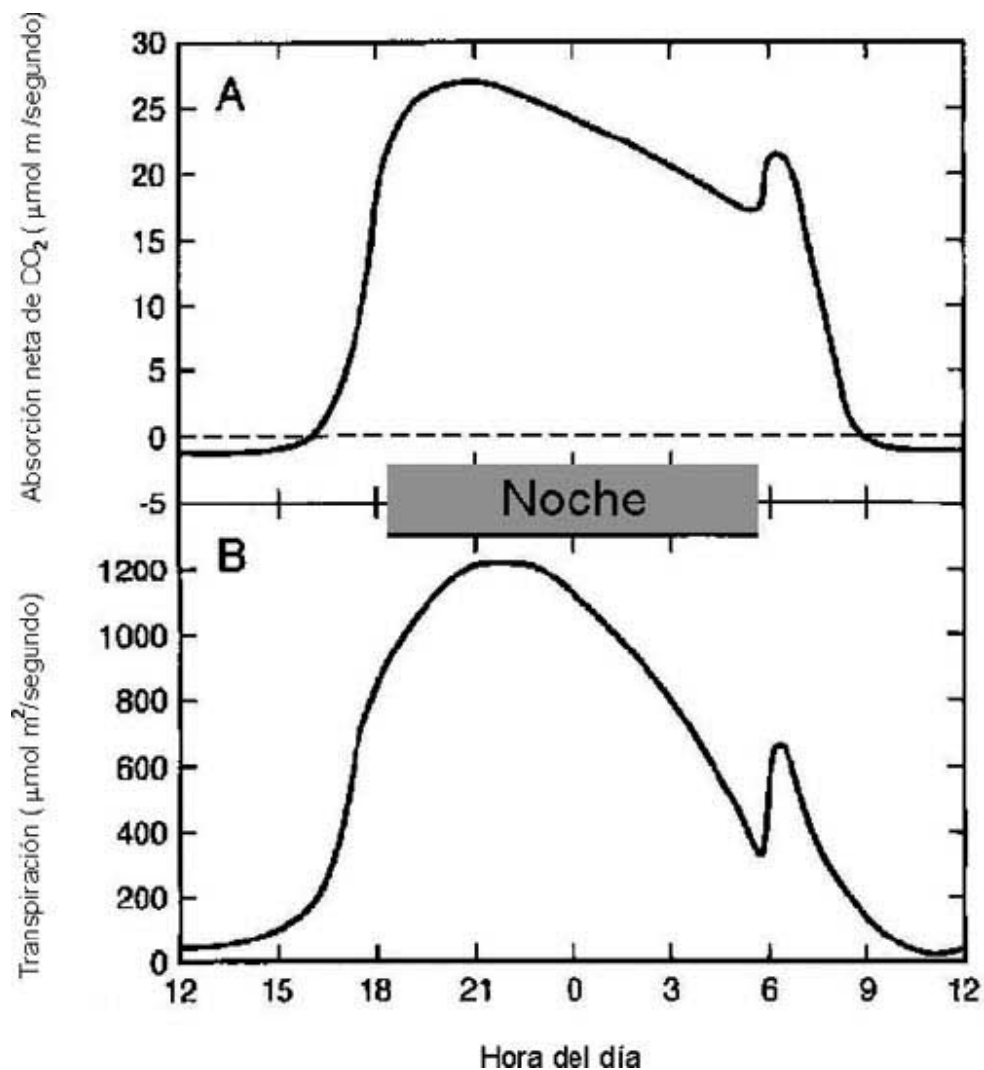 Absorción neta de CO₂ ( μmol m /segundo)
30
25
20
15
10
5
0
-5
A
Noche
B
Transpiración ( μmol m²/segundo)
1200
1000
800
600
400
200
0
12 15 18 21 0 3 6 9 12
Hora del día